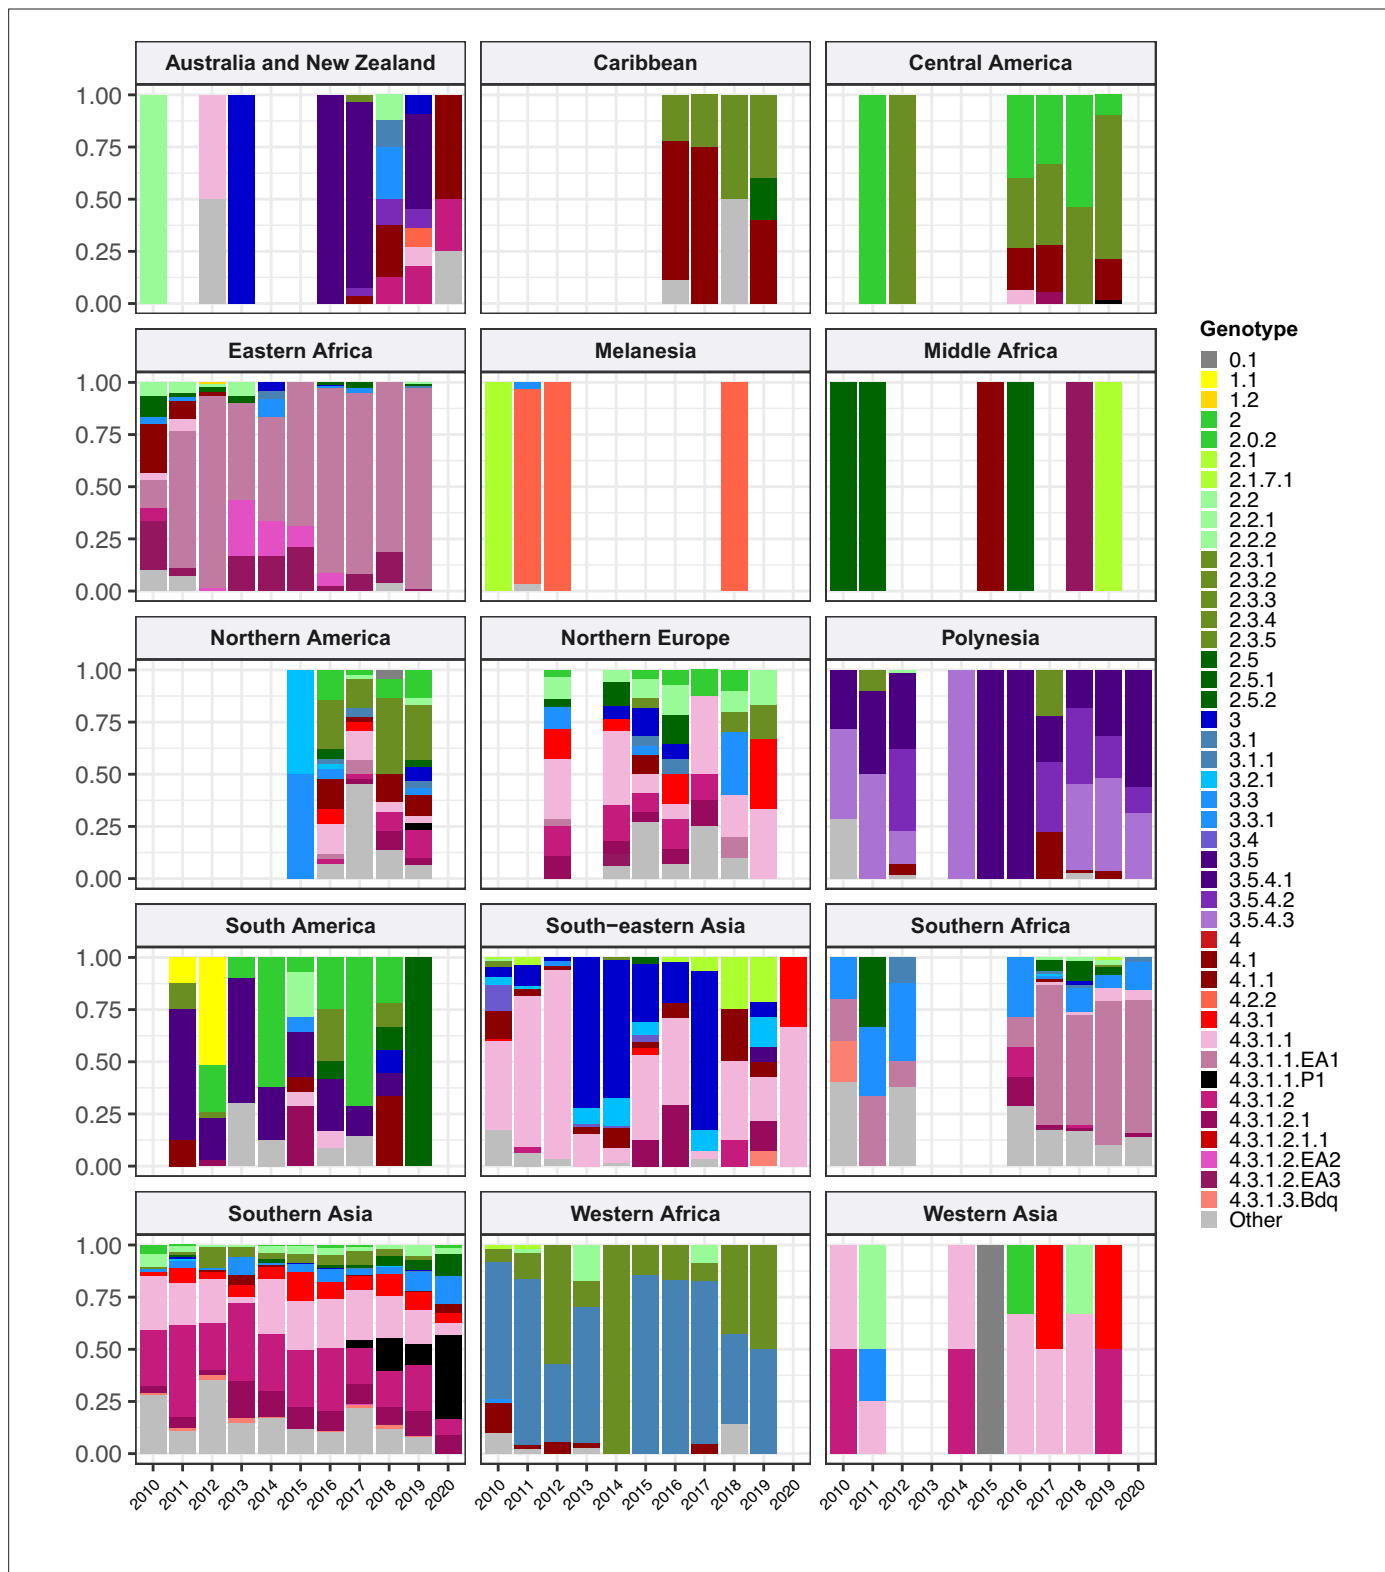 Australia and New Zealand
Caribbean
Central America
1.00
0.75
0.50
0.25
0.00
Eastern Africa
Melanesia
Middle Africa
1.00
0.75
0.50
0.25
0.00
Northern America
Northern Europe
Polynesia
1.00
0.75
0.50
0.25
0.00
South America
South−eastern Asia
Southern Africa
1.00
0.75
0.50
0.25
0.00
Southern Asia
Western Africa
Western Asia
1.00
0.75
0.50
0.25
0.00
2010 2011 2012 2013 2014 2015 2016 2017 2018 2019 2020
2010 2011 2012 2013 2014 2015 2016 2017 2018 2019 2020
2010 2011 2012 2013 2014 2015 2016 2017 2018 2019 2020
Genotype
0.1
1.1
1.2
2
2.0.2
2.1
2.1.7.1
2.2
2.2.1
2.2.2
2.3.1
2.3.2
2.3.3
2.3.4
2.3.5
2.5
2.5.1
2.5.2
3
3.1
3.1.1
3.2.1
3.3
3.3.1
3.4
3.5
3.5.4.1
3.5.4.2
3.5.4.3
4
4.1
4.1.1
4.2.2
4.3.1
4.3.1.1
4.3.1.1.EA1
4.3.1.1.P1
4.3.1.2
4.3.1.2.1
4.3.1.2.1.1
4.3.1.2.EA2
4.3.1.2.EA3
4.3.1.3.Bdq
Other